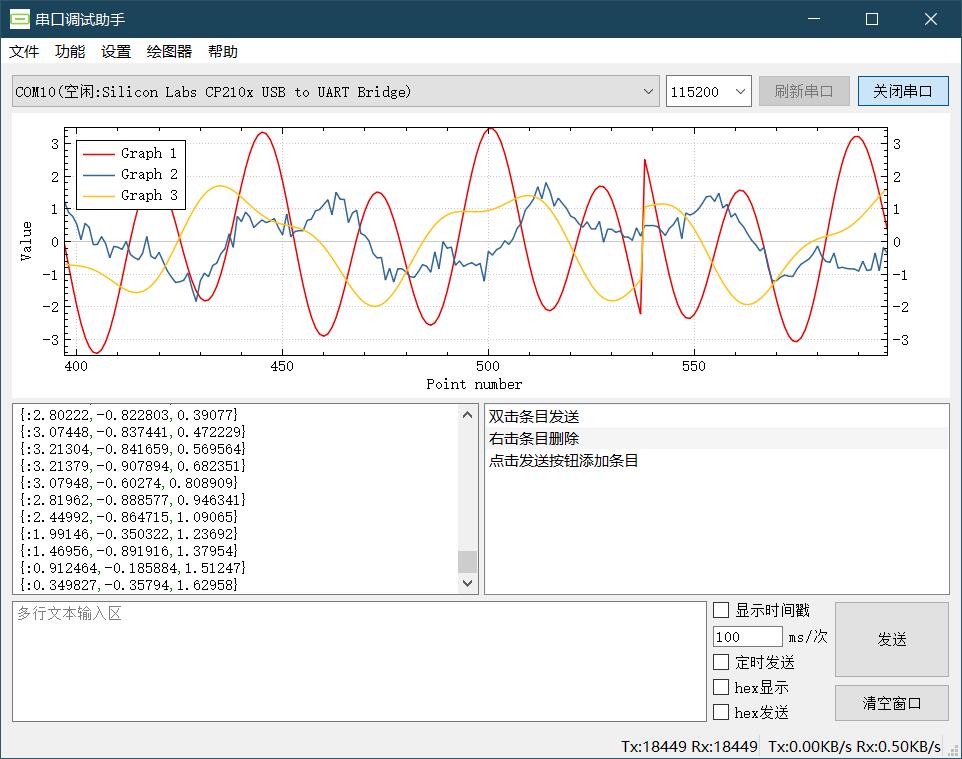 串口调试助手
文件 功能 设置 绘图器 帮助
COM10(空闲:Silicon Labs CP210x USB to UART Bridge) 115200 刷新串口 关闭串口
Graph 1
Graph 2
Graph 3
Value
3 2 1 0 -1 -2 -3
3 2 1 0 -1 -2 -3
400 450 500 550
Point number
{:2.80222,-0.822803,0.39077}
{:3.07448,-0.837441,0.472229}
{:3.21304,-0.841659,0.569564}
{:3.21379,-0.907894,0.682351}
{:3.07948,-0.60274,0.808909}
{:2.81962,-0.888577,0.946341}
{:2.44992,-0.864715,1.09065}
{:1.99146,-0.350322,1.23692}
{:1.46956,-0.891916,1.37954}
{:0.912464,-0.185884,1.51247}
{:0.349827,-0.35794,1.62958}
双击条目发送
右击条目删除
点击发送按钮添加条目
多行文本输入区
显示时间戳
100 ms/次
定时发送
hex显示
hex发送
发送
清空窗口
Tx:18449 Rx:18449 Tx:0.00KB/s Rx:0.50KB/s